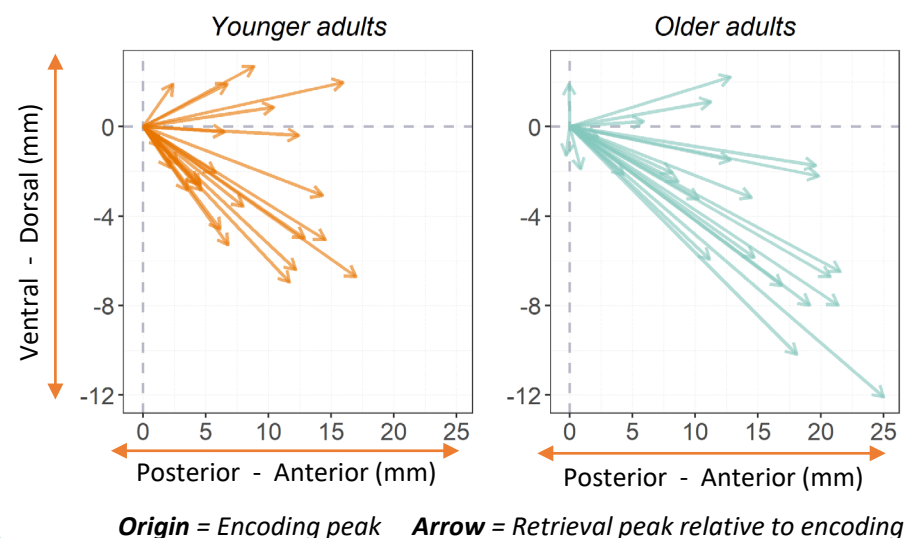 Younger adults
Older adults
Ventral - Dorsal (mm)
0
-4
-8
-12
0 5 10 15 20 25
Posterior - Anterior (mm)
0
-4
-8
-12
0 5 10 15 20 25
Posterior - Anterior (mm)
Origin = Encoding peak Arrow = Retrieval peak relative to encoding